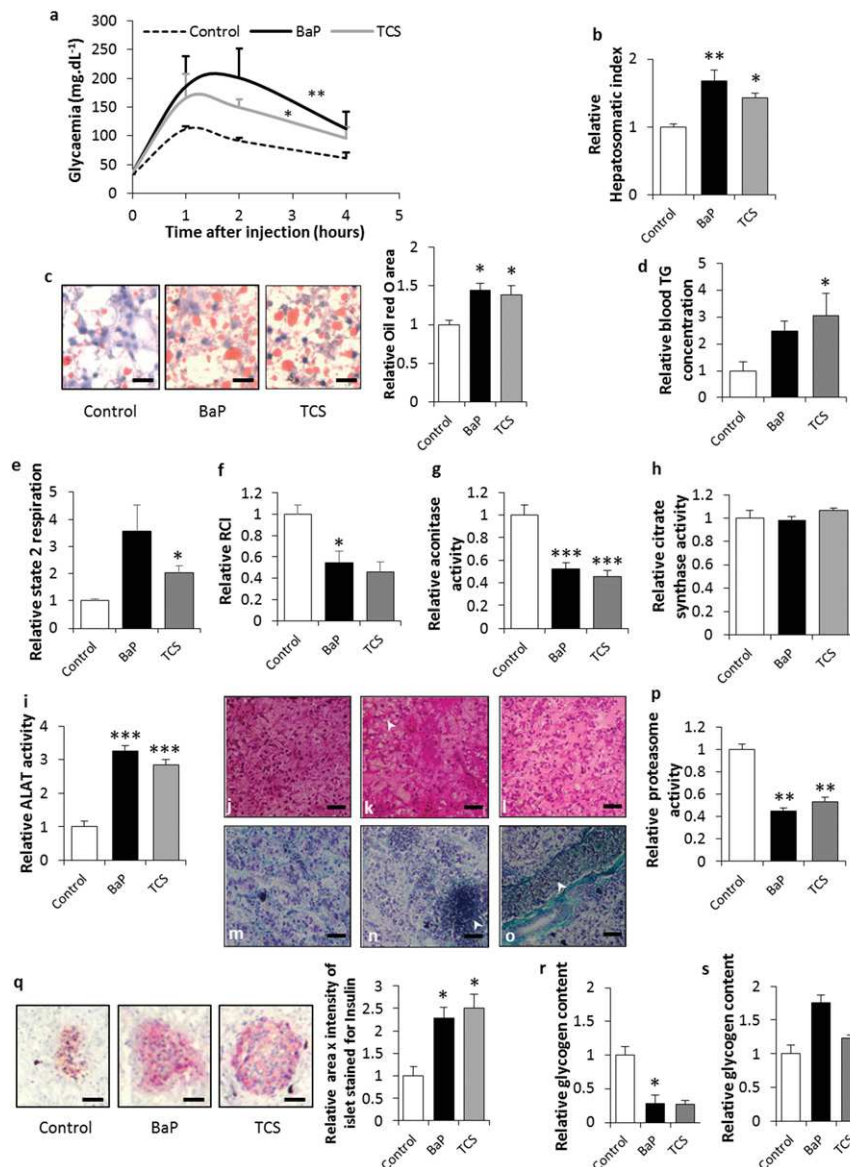 a
300
250
200
150
100
50
0
Glycaemia (mg.dL-1)
Control
BaP
TCS
**
*
0 1 2 3 4 5
Time after injection (hours)
b
Relative
Hepatosomatic index
2
1
0
**
*
Control
BaP
TCS
c
Control
BaP
TCS
Relative Oil red O area
2
1.5
1
0.5
0
*
*
Control
BaP
TCS
d
Relative blood TG
concentration
5
4
3
2
1
0
*
Control
BaP
TCS
e
Relative state 2 respiration
5
4
3
2
1
0
*
Control
BaP
TCS
f
Relative RCI
1.2
1
0.8
0.6
0.4
0.2
0
*
Control
BaP
TCS
g
Relative aconitase
activity
1.2
1
0.8
0.6
0.4
0.2
0
***
***
Control
BaP
TCS
h
Relative citrate
synthase activity
1.2
1
0.8
0.6
0.4
0.2
0
Control
BaP
TCS
i
Relative ALAT activity
4
3
2
1
0
***
***
Control
BaP
TCS
j
k
l
m
n
o
p
Relative proteasome
activity
1.2
1
0.8
0.6
0.4
0.2
0
**
**
Control
BaP
TCS
q
Control
BaP
TCS
Relative area x intensity of
islet stained for Insulin
3
2.5
2
1.5
1
0.5
0
*
*
Control
BaP
TCS
r
Relative glycogen content
2
1.5
1
0.5
0
*
Control
BaP
TCS
s
Relative glycogen content
2
1.5
1
0.5
0
Control
BaP
TCS